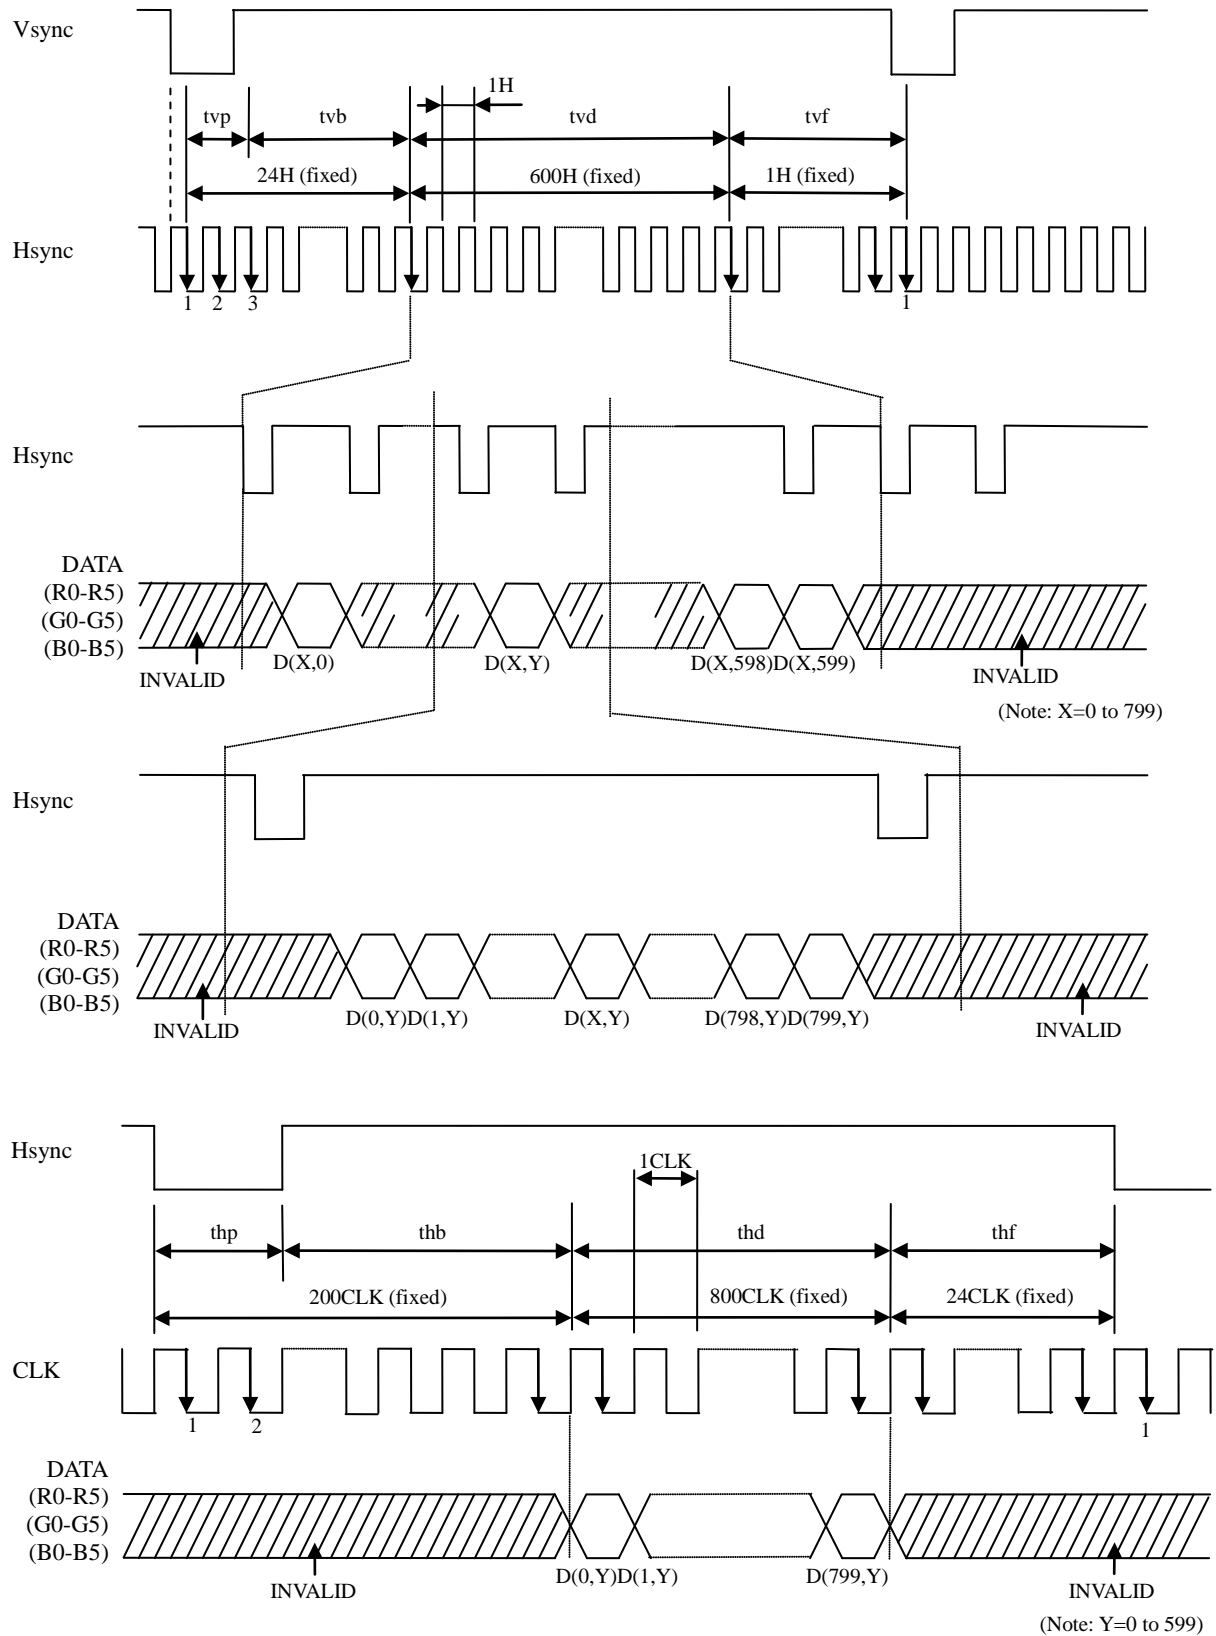 Vsync
1H
tvp
tvb
tvd
tvf
24H (fixed)
600H (fixed)
1H (fixed)
Hsync
1 2 3
1
Hsync
DATA
(R0-R5)
(G0-G5)
(B0-B5)
D(X,0)
D(X,Y)
D(X,598)D(X,599)
INVALID
INVALID
(Note: X=0 to 799)
Hsync
DATA
(R0-R5)
(G0-G5)
(B0-B5)
D(0,Y)D(1,Y)
D(X,Y)
D(798,Y)D(799,Y)
INVALID
INVALID
Hsync
1CLK
thp
thb
thd
thf
200CLK (fixed)
800CLK (fixed)
24CLK (fixed)
CLK
1
2
1
DATA
(R0-R5)
(G0-G5)
(B0-B5)
D(0,Y)D(1,Y)
D(799,Y)
INVALID
INVALID
(Note: Y=0 to 599)